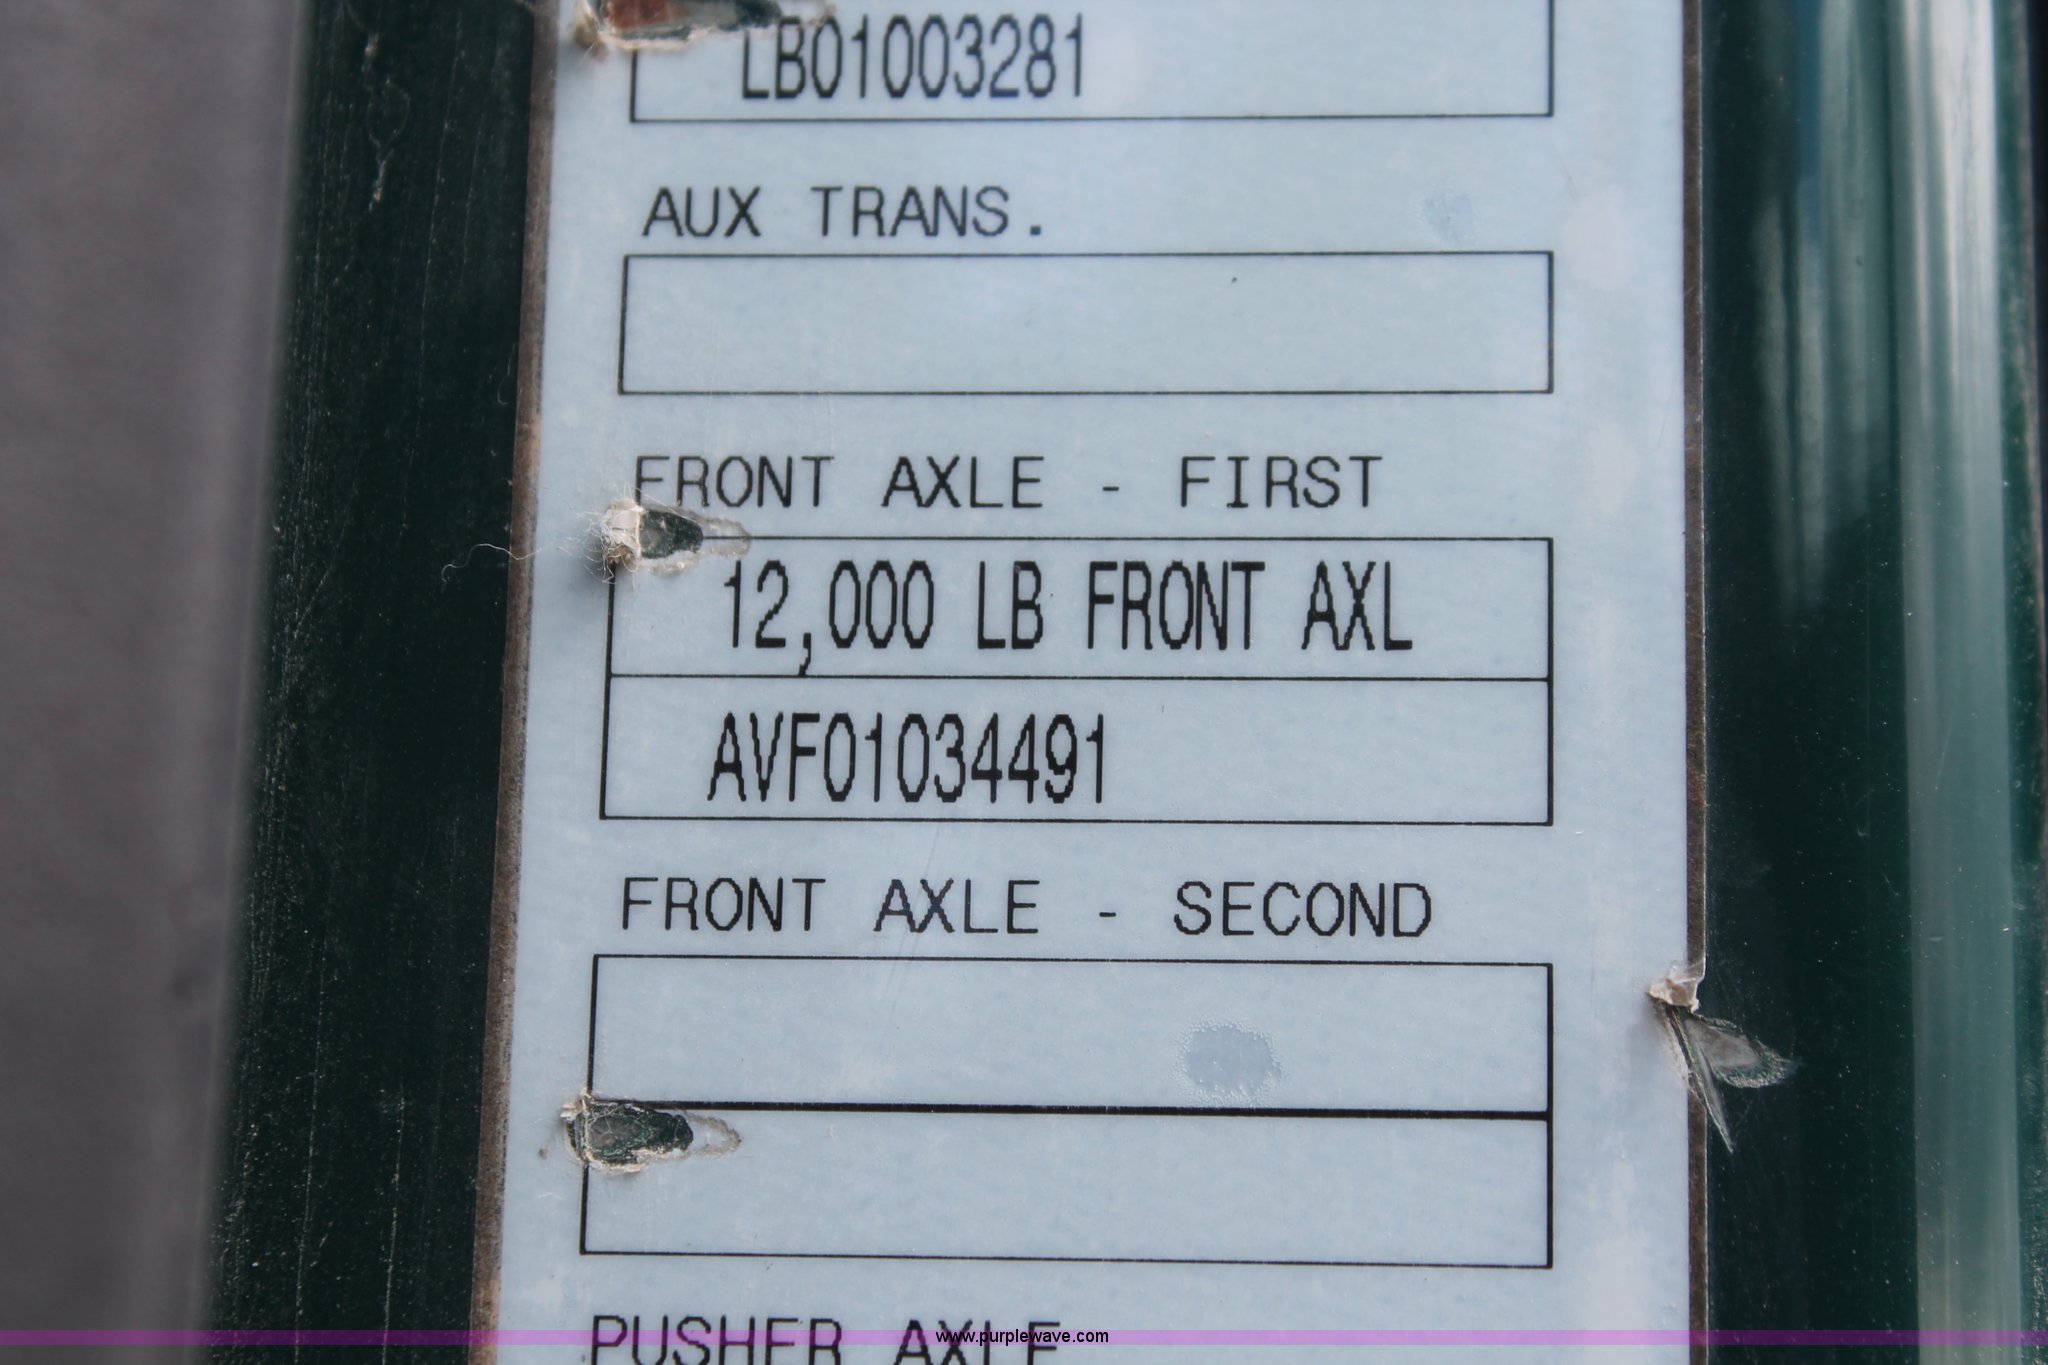 LB01003281
AUX TRANS.
FRONT AXLE - FIRST
12,000 LB FRONT AXL
AVF01034491
FRONT AXLE - SECOND
PUSHER AXLE
www.purplewave.com